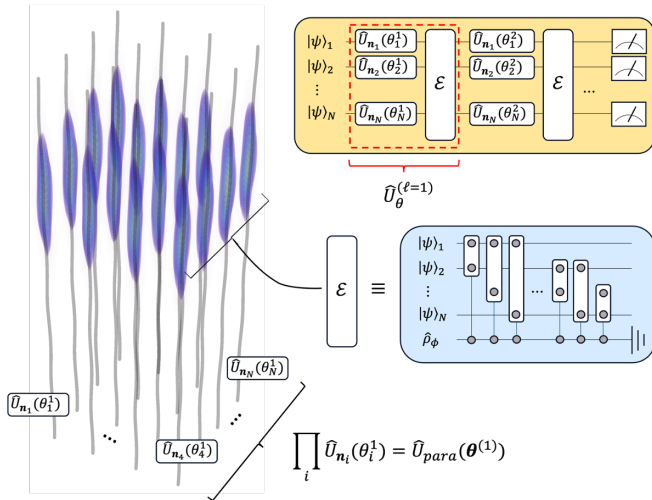 |ψ⟩₁ Û_{n₁}(θ₁¹) Û_{n₁}(θ₁²)
|ψ⟩₂ Û_{n₂}(θ₂¹) ℰ Û_{n₁}(θ₂²) ℰ
⋮ ...
|ψ⟩_N Û_{n_N}(θ_N¹) Û_{n_N}(θ_N²)
Û_θ^{(ℓ=1)}
ℰ ≡
|ψ⟩₁
|ψ⟩₂
⋮ ...
|ψ⟩_N
ρ̂_ϕ
Û_{n_N}(θ_N¹)
Û_{n₁}(θ₁¹)
... ...
Û_{n₄}(θ₄¹)
∏_i Û_{n_i}(θ_i¹) = Û_{para}(θ^{(1)})